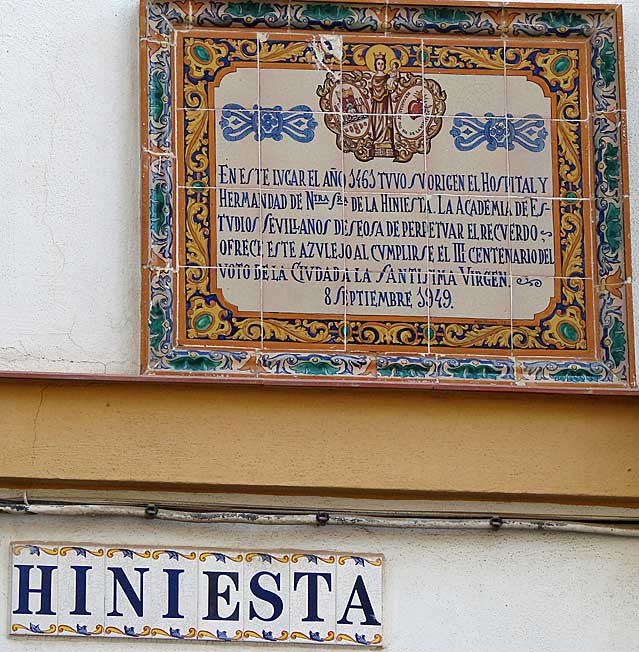 EN ESTE LVGAR EL AÑO 1461 TVVO SV ORIGEN EL HOSPITAL Y
HERMANDAD DE NTRA SRA DE LA HINIESTA. LA ACADEMIA DE ES-
TVDIOS SEVILLANOS DESEOSA DE PERPETVAR EL RECVERDO
OFRECE ESTE AZVLEJO AL CVMPLIRSE EL III CENTENARIO DEL
VOTO DE LA CIVDAD A LA SANTISIMA VIRGEN.
8 SEPTIEMBRE 1949.
HINIESTA